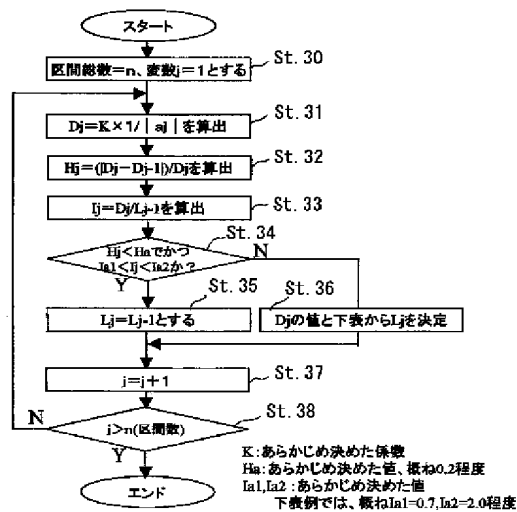 スタート
区間総数=n、変数j=1とする
St.30
Dj=K×1/|aj|を算出
St.31
Hj=(|Dj-Dj-1|)/Djを算出
St.32
Ij=Dj/Lj-1を算出
St.33
St.34
Hj<Haでかつ
Ia1<Ij<Ia2か?
N
Y
St.35
St.36
Lj=Lj-1とする
Djの値と下表からLjを決定
j=j+1
St.37
St.38
N
j>n(区間数)
Y
エンド
K:あらかじめ決めた係数
Ha:あらかじめ決めた値、概ね0.2程度
Ia1,Ia2:あらかじめ決めた値
下表例では、概ねIa1=0.7,Ia2=2.0程度